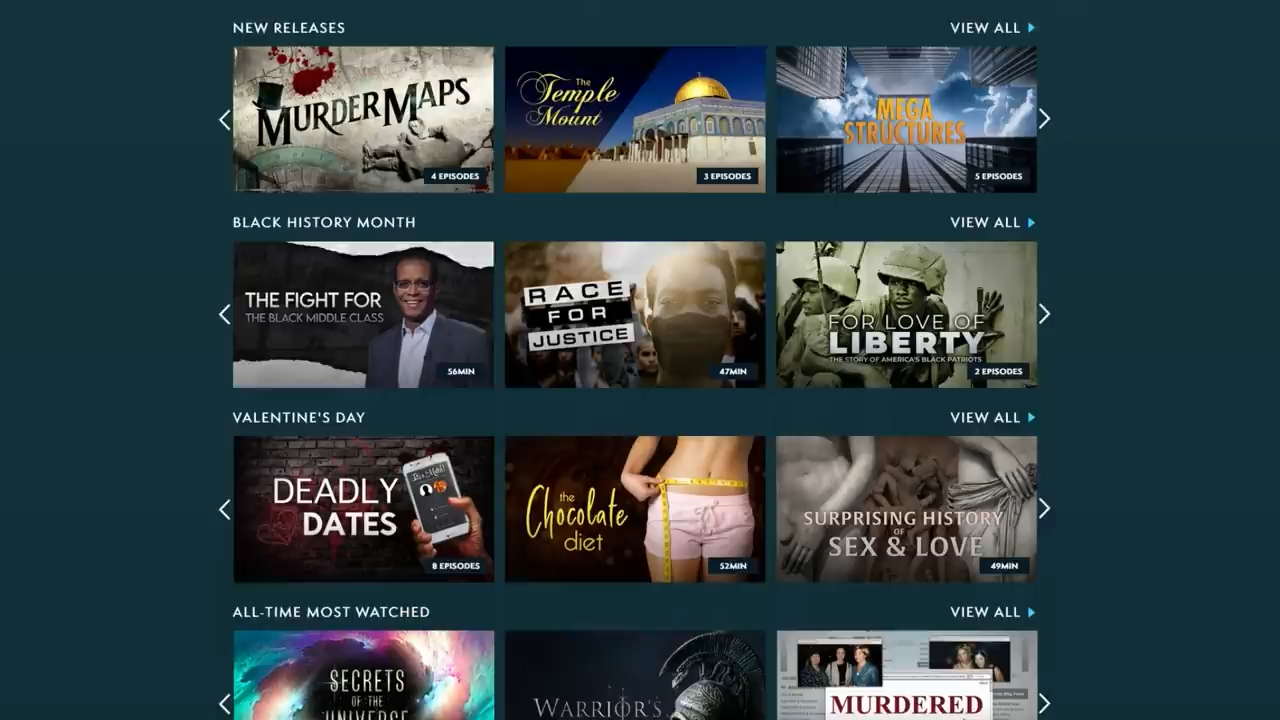 NEW RELEASES
VIEW ALL
MURDER MAPS
4 EPISODES
The
Temple
Mount
3 EPISODES
MEGA
STRUCTURES
5 EPISODES
BLACK HISTORY MONTH
VIEW ALL
THE FIGHT FOR
THE BLACK MIDDLE CLASS
56MIN
RACE
FOR
JUSTICE
47MIN
FOR LOVE OF
LIBERTY
THE STORY OF AMERICA'S BLACK PATRIOTS
2 EPISODES
VALENTINE'S DAY
VIEW ALL
DEADLY
DATES
8 EPISODES
the
Chocolate
diet
52MIN
SURPRISING HISTORY
OF
SEX & LOVE
49MIN
ALL-TIME MOST WATCHED
VIEW ALL
SECRETS
OF THE
UNIVERSE
WARRIOR'S
MURDERED